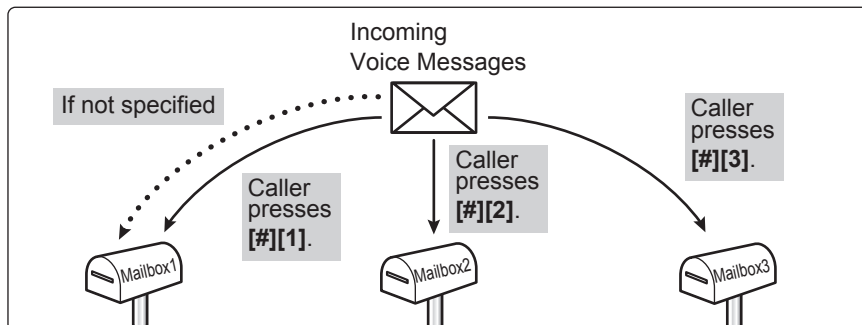 Incoming
Voice Messages
If not specified
Caller
presses
[#][1].
Caller
presses
[#][2].
Caller
presses
[#][3].
Mailbox1
Mailbox2
Mailbox3